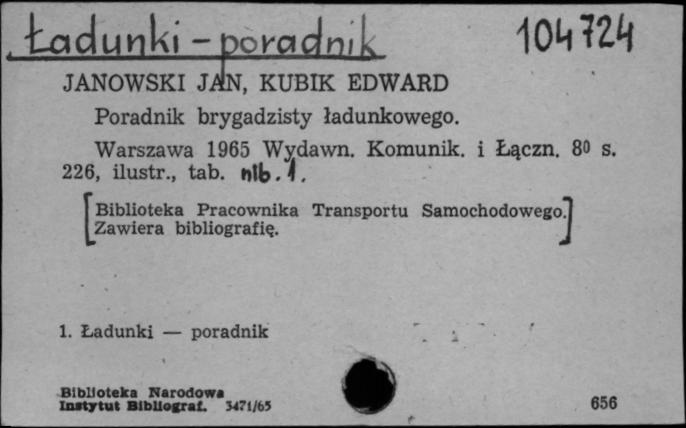 Ładunki - poradnik 104724
JANOWSKI JAN, KUBIK EDWARD
Poradnik brygadzisty ładunkowego.
Warszawa 1965 Wydawn. Komunik. i Łączn. 8⁰ s.
226, ilustr., tab. nlb. 1.
[Biblioteka Pracownika Transportu Samochodowego.
Zawiera bibliografię.]
1. Ładunki — poradnik
Biblioteka Narodowa
Instytut Bibliograf. 3471/65 656